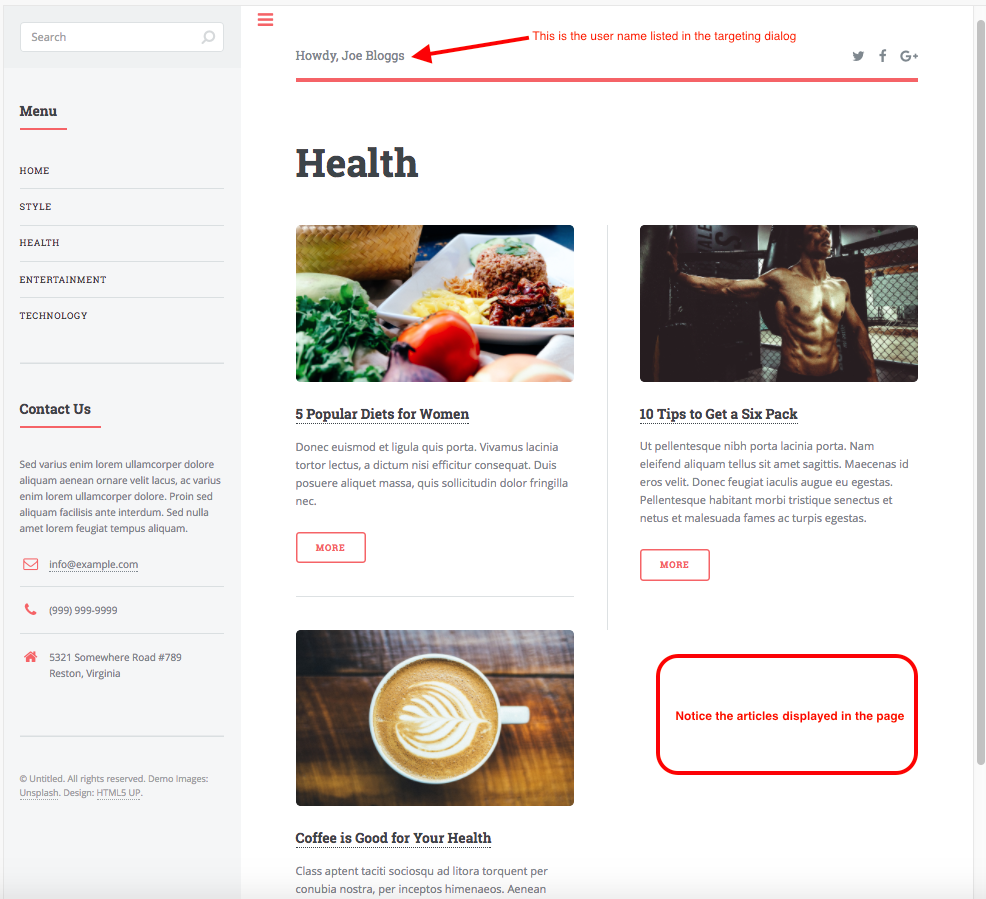 Search
Menu
HOME
STYLE
HEALTH
ENTERTAINMENT
TECHNOLOGY
Contact Us
Sed varius enim lorem ullamcorper dolore
aliquam aenean ornare velit lacus, ac varius
enim lorem ullamcorper dolore. Proin sed
aliquam facilisis ante interdum. Sed nulla
amet lorem feugiat tempus aliquam.
info@example.com
(999) 999-9999
5321 Somewhere Road #789
Reston, Virginia
© Untitled. All rights reserved. Demo Images:
Unsplash. Design: HTML5 UP.
This is the user name listed in the targeting dialog
Howdy, Joe Bloggs
G+
Health
5 Popular Diets for Women
Donec euismod et ligula quis porta. Vivamus lacinia
tortor lectus, a dictum nisi efficitur consequat. Duis
posuere aliquet massa, quis sollicitudin dolor fringilla
nec.
MORE
10 Tips to Get a Six Pack
Ut pellentesque nibh porta lacinia porta. Nam
eleifend aliquam tellus sit amet sagittis. Maecenas id
eros velit. Donec feugiat iaculis augue eu egestas.
Pellentesque habitant morbi tristique senectus et
netus et malesuada fames ac turpis egestas.
MORE
Notice the articles displayed in the page
Coffee is Good for Your Health
Class aptent taciti sociosqu ad litora torquent per
conubia nostra, per inceptos himenaeos. Aenean